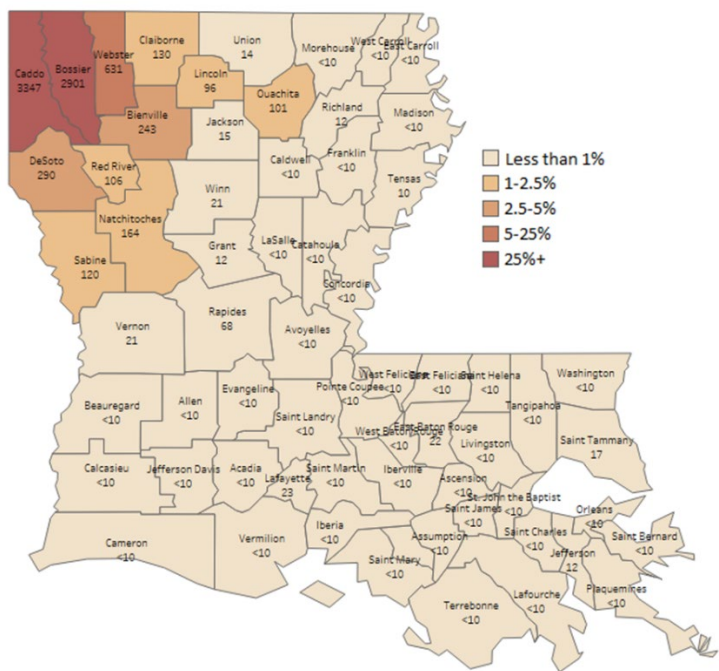 Caddo
3347
Bossier
2901
Webster
631
Claiborne
130
Union
14
Morehouse
<10
West Carroll
<10
East Carroll
<10
Lincoln
96
Ouachita
101
Bienville
243
Jackson
15
Richland
12
Madison
<10
DeSoto
290
Red River
106
Natchitoches
164
Winn
21
Caldwell
<10
Franklin
<10
Tensas
10
Sabine
120
Grant
12
LaSalle
<10
Catahoula
<10
Concordia
<10
Vernon
21
Rapides
68
Avoyelles
<10
Beauregard
<10
Allen
<10
Evangeline
<10
Saint Landry
<10
Pointe Coupee
<10
West Feliciana
<10
East Feliciana
<10
Saint Helena
<10
Tangipahoa
<10
Washington
<10
West Baton Rouge
<10
East Baton Rouge
22
Livingston
<10
Saint Tammany
17
Calcasieu
<10
Jefferson Davis
<10
Acadia
<10
Lafayette
23
Saint Martin
<10
Iberville
<10
Ascension
<10
St. John the Baptist
<10
Saint James
<10
Cameron
<10
Vermilion
<10
Iberia
<10
Saint Mary
<10
Assumption
<10
Saint Charles
<10
Orleans
<10
Jefferson
12
Saint Bernard
<10
Plaquemines
<10
Terrebonne
<10
Lafourche
<10
Less than 1%
1-2.5%
2.5-5%
5-25%
25%+